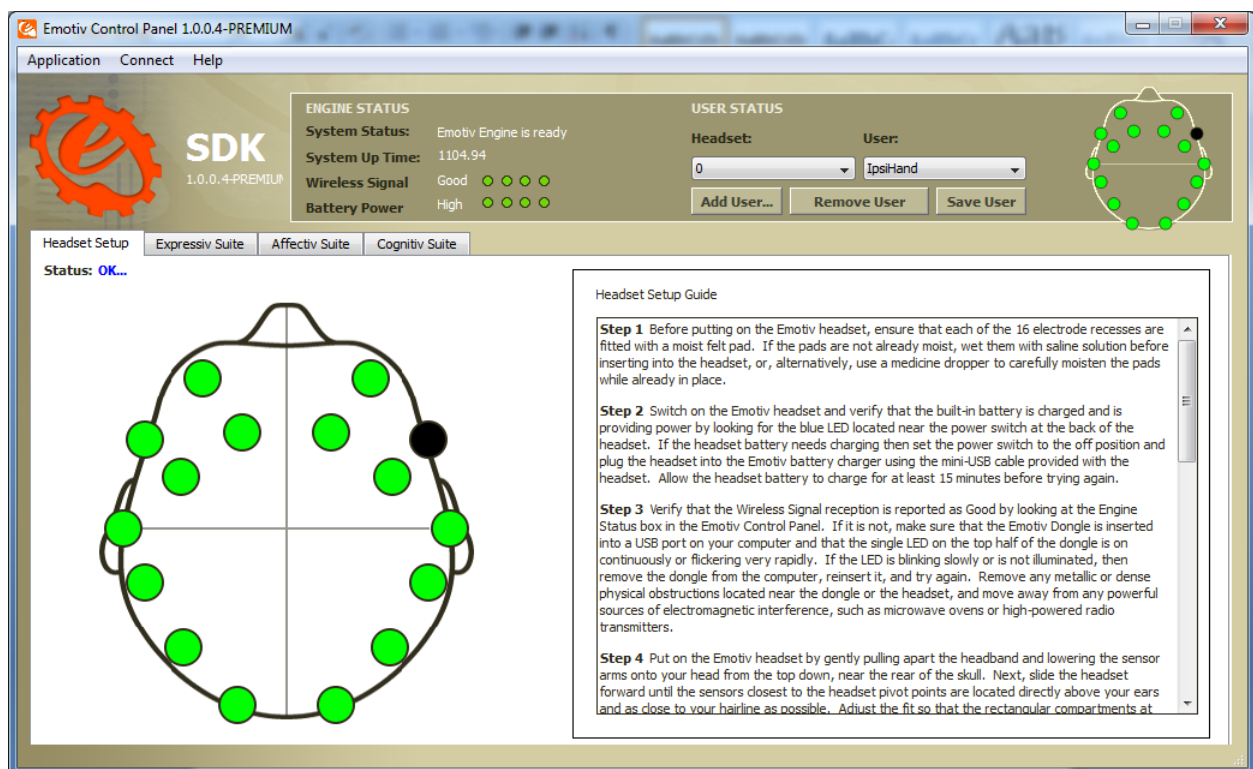 Emotiv Control Panel 1.0.0.4-PREMIUM
Application Connect Help
SDK
1.0.0.4-PREMIUM
ENGINE STATUS
System Status: Emotiv Engine is ready
System Up Time: 1104.94
Wireless Signal Good
Battery Power High
USER STATUS
Headset: User:
0 IpsiHand
Add User... Remove User Save User
Headset Setup Expressiv Suite Affectiv Suite Cognitiv Suite
Status: OK...
Headset Setup Guide
Step 1 Before putting on the Emotiv headset, ensure that each of the 16 electrode recesses are
fitted with a moist felt pad. If the pads are not already moist, wet them with saline solution before
inserting into the headset, or, alternatively, use a medicine dropper to carefully moisten the pads
while already in place.
Step 2 Switch on the Emotiv headset and verify that the built-in battery is charged and is
providing power by looking for the blue LED located near the power switch at the back of the
headset. If the headset battery needs charging then set the power switch to the off position and
plug the headset into the Emotiv battery charger using the mini-USB cable provided with the
headset. Allow the headset battery to charge for at least 15 minutes before trying again.
Step 3 Verify that the Wireless Signal reception is reported as Good by looking at the Engine
Status box in the Emotiv Control Panel. If it is not, make sure that the Emotiv Dongle is inserted
into a USB port on your computer and that the single LED on the top half of the dongle is on
continuously or flickering very rapidly. If the LED is blinking slowly or is not illuminated, then
remove the dongle from the computer, reinsert it, and try again. Remove any metallic or dense
physical obstructions located near the dongle or the headset, and move away from any powerful
sources of electromagnetic interference, such as microwave ovens or high-powered radio
transmitters.
Step 4 Put on the Emotiv headset by gently pulling apart the headband and lowering the sensor
arms onto your head from the top down, near the rear of the skull. Next, slide the headset
forward until the sensors closest to the headset pivot points are located directly above your ears
and as close to your hairline as possible. Adjust the fit so that the rectangular compartments at